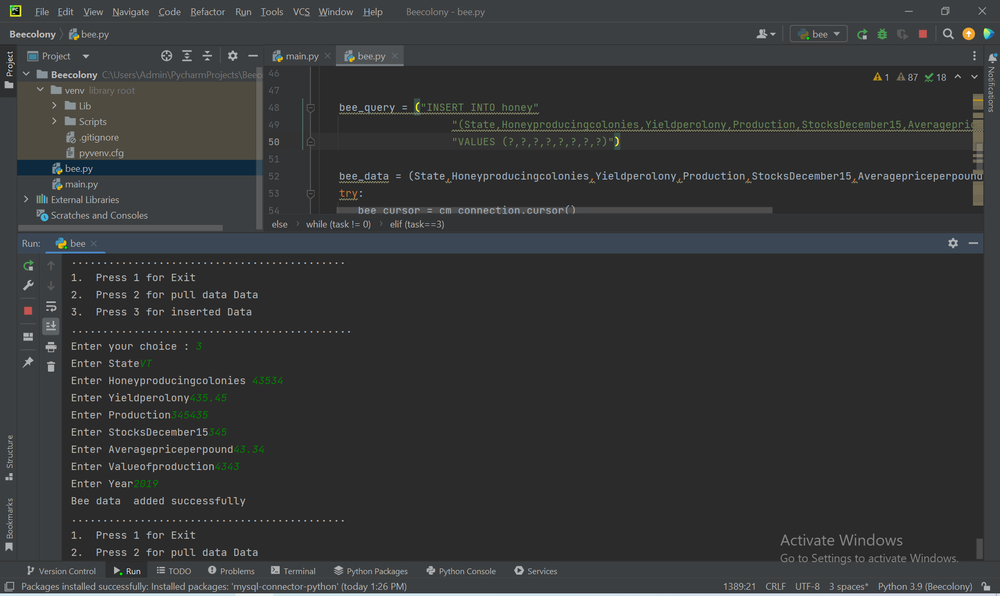 PC File Edit View Navigate Code Refactor Run Tools VCS Window Help Beecolony - bee.py
Beecolony bee.py bee
Project
Project
main.py
bee.py
Notifications
Beecolony C:\Users\Admin\PycharmProjects\Beec
venv library root
Lib
Scripts
.gitignore
pyvenv.cfg
bee.py
main.py
External Libraries
Scratches and Consoles
1 87 18
46
47
48 bee_query = ("INSERT INTO honey"
49 "(State,Honeyproducingcolonies,Yieldperolony,Production,StocksDecember15,Averagepric
50 "VALUES (?,?,?,?,?,?,?,?)")
51
52 bee_data = (State,Honeyproducingcolonies,Yieldperolony,Production,StocksDecember15,Averagepriceperpound
53 try:
54 bee_cursor = cm_connection.cursor()
else while (task != 0) elif (task==3)
Run: bee
............................................
1. Press 1 for Exit
2. Press 2 for pull data Data
3. Press 3 for inserted Data
.............................................
Enter your choice : 3
Enter StateVT
Enter Honeyproducingcolonies 43534
Enter Yieldperolony435.45
Enter Production345435
Enter StocksDecember15345
Enter Averagepriceperpound43.34
Enter Valueofproduction4343
Enter Year2019
Bee data  added successfully
............................................
1. Press 1 for Exit
2. Press 2 for pull data Data
Structure
Bookmarks
Activate Windows
Go to Settings to activate Windows.
Version Control Run TODO Problems Terminal Python Packages Python Console Services
Packages installed successfully: Installed packages: 'mysql-connector-python' (today 1:26 PM) 1389:21 CRLF UTF-8 3 spaces* Python 3.9 (Beecolony)